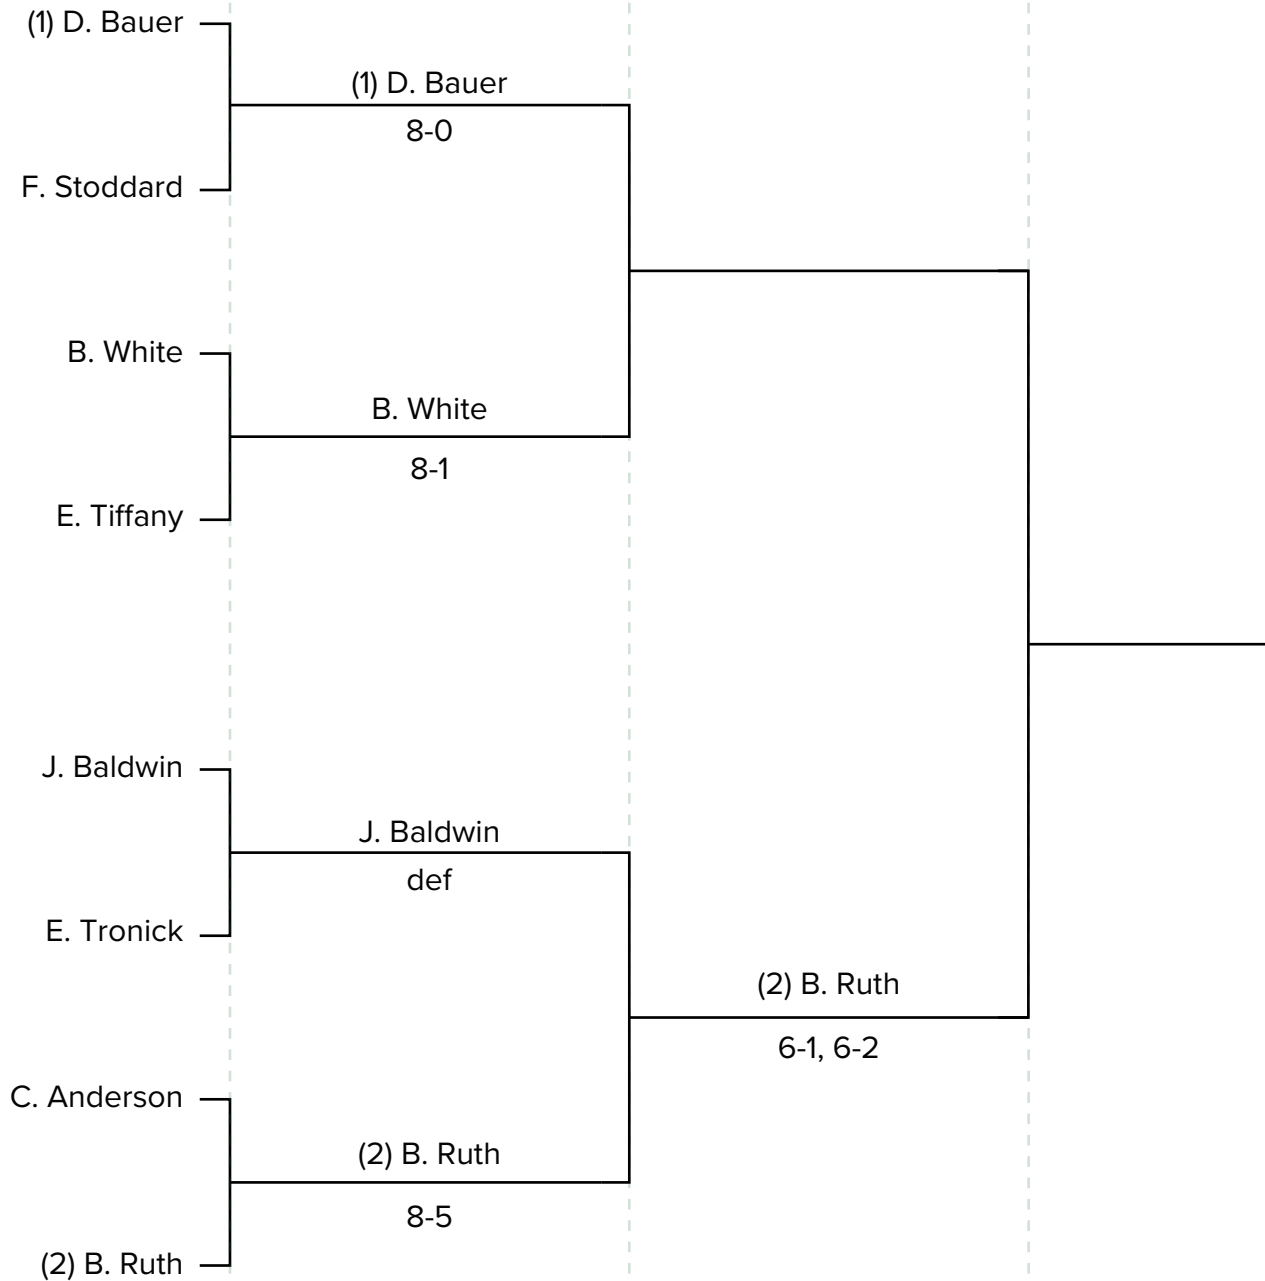 (1) D. Bauer
(1) D. Bauer
8-0
F. Stoddard
B. White
B. White
8-1
E. Tiffany
J. Baldwin
J. Baldwin
def
E. Tronick
(2) B. Ruth
6-1, 6-2
C. Anderson
(2) B. Ruth
8-5
(2) B. Ruth